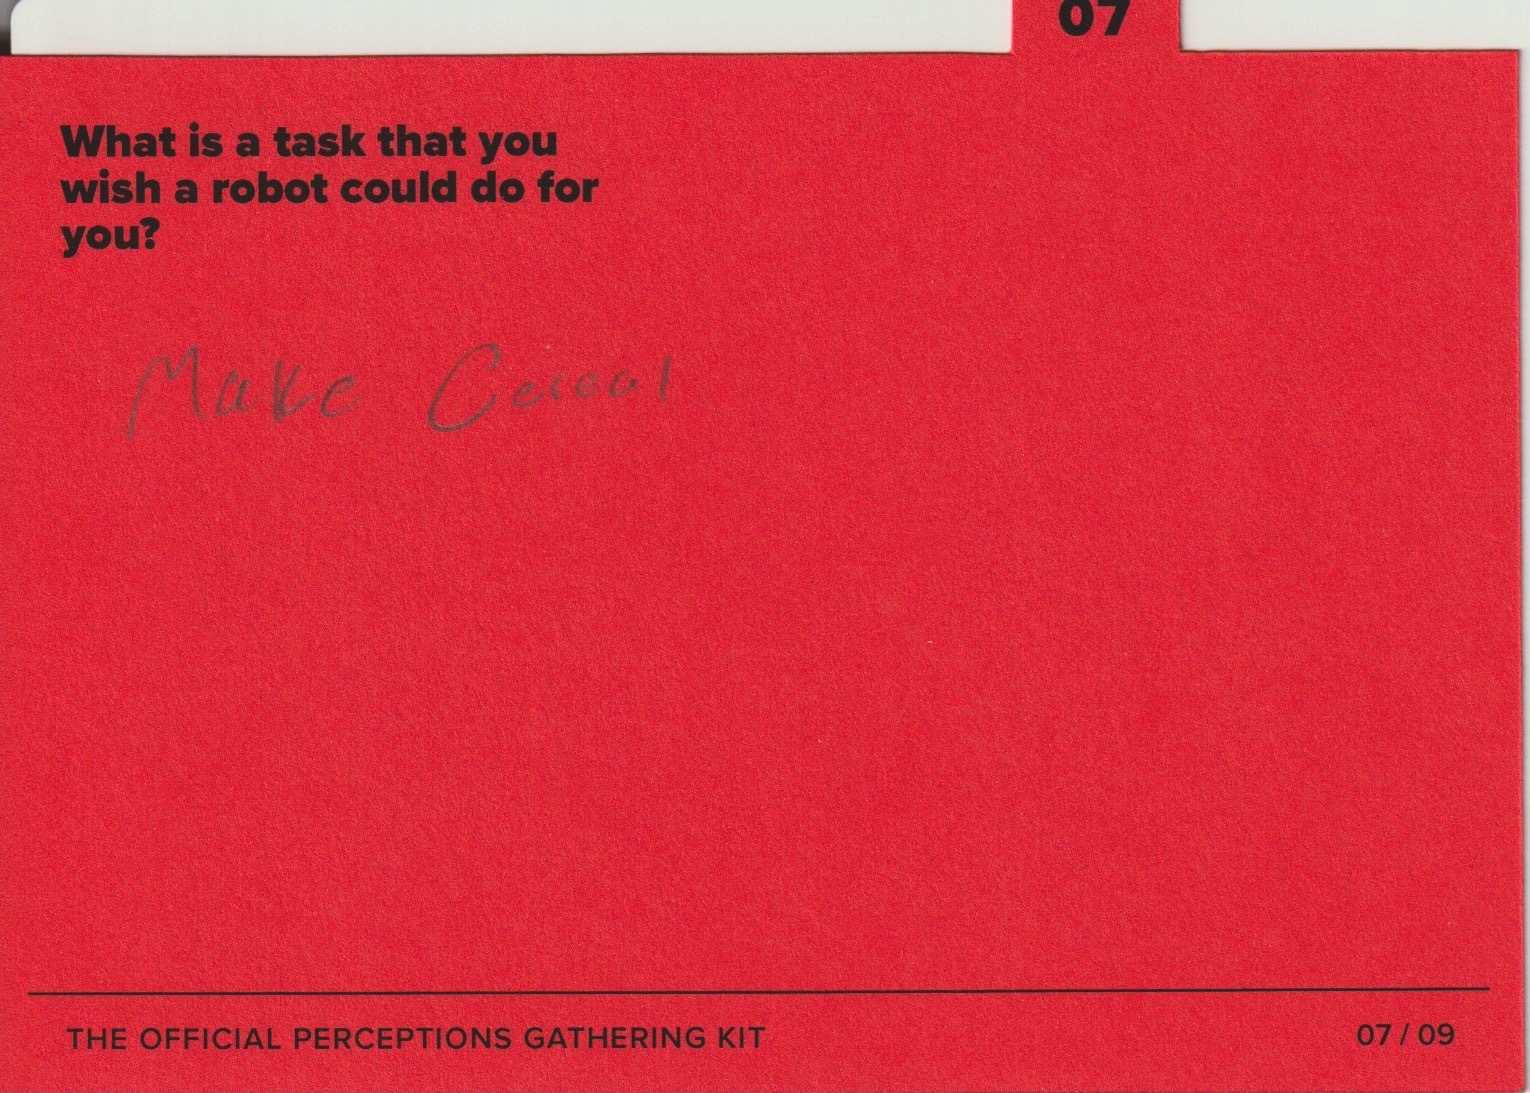 07
What is a task that you
wish a robot could do for
you?
Make Cereal
THE OFFICIAL PERCEPTIONS GATHERING KIT
07 / 09